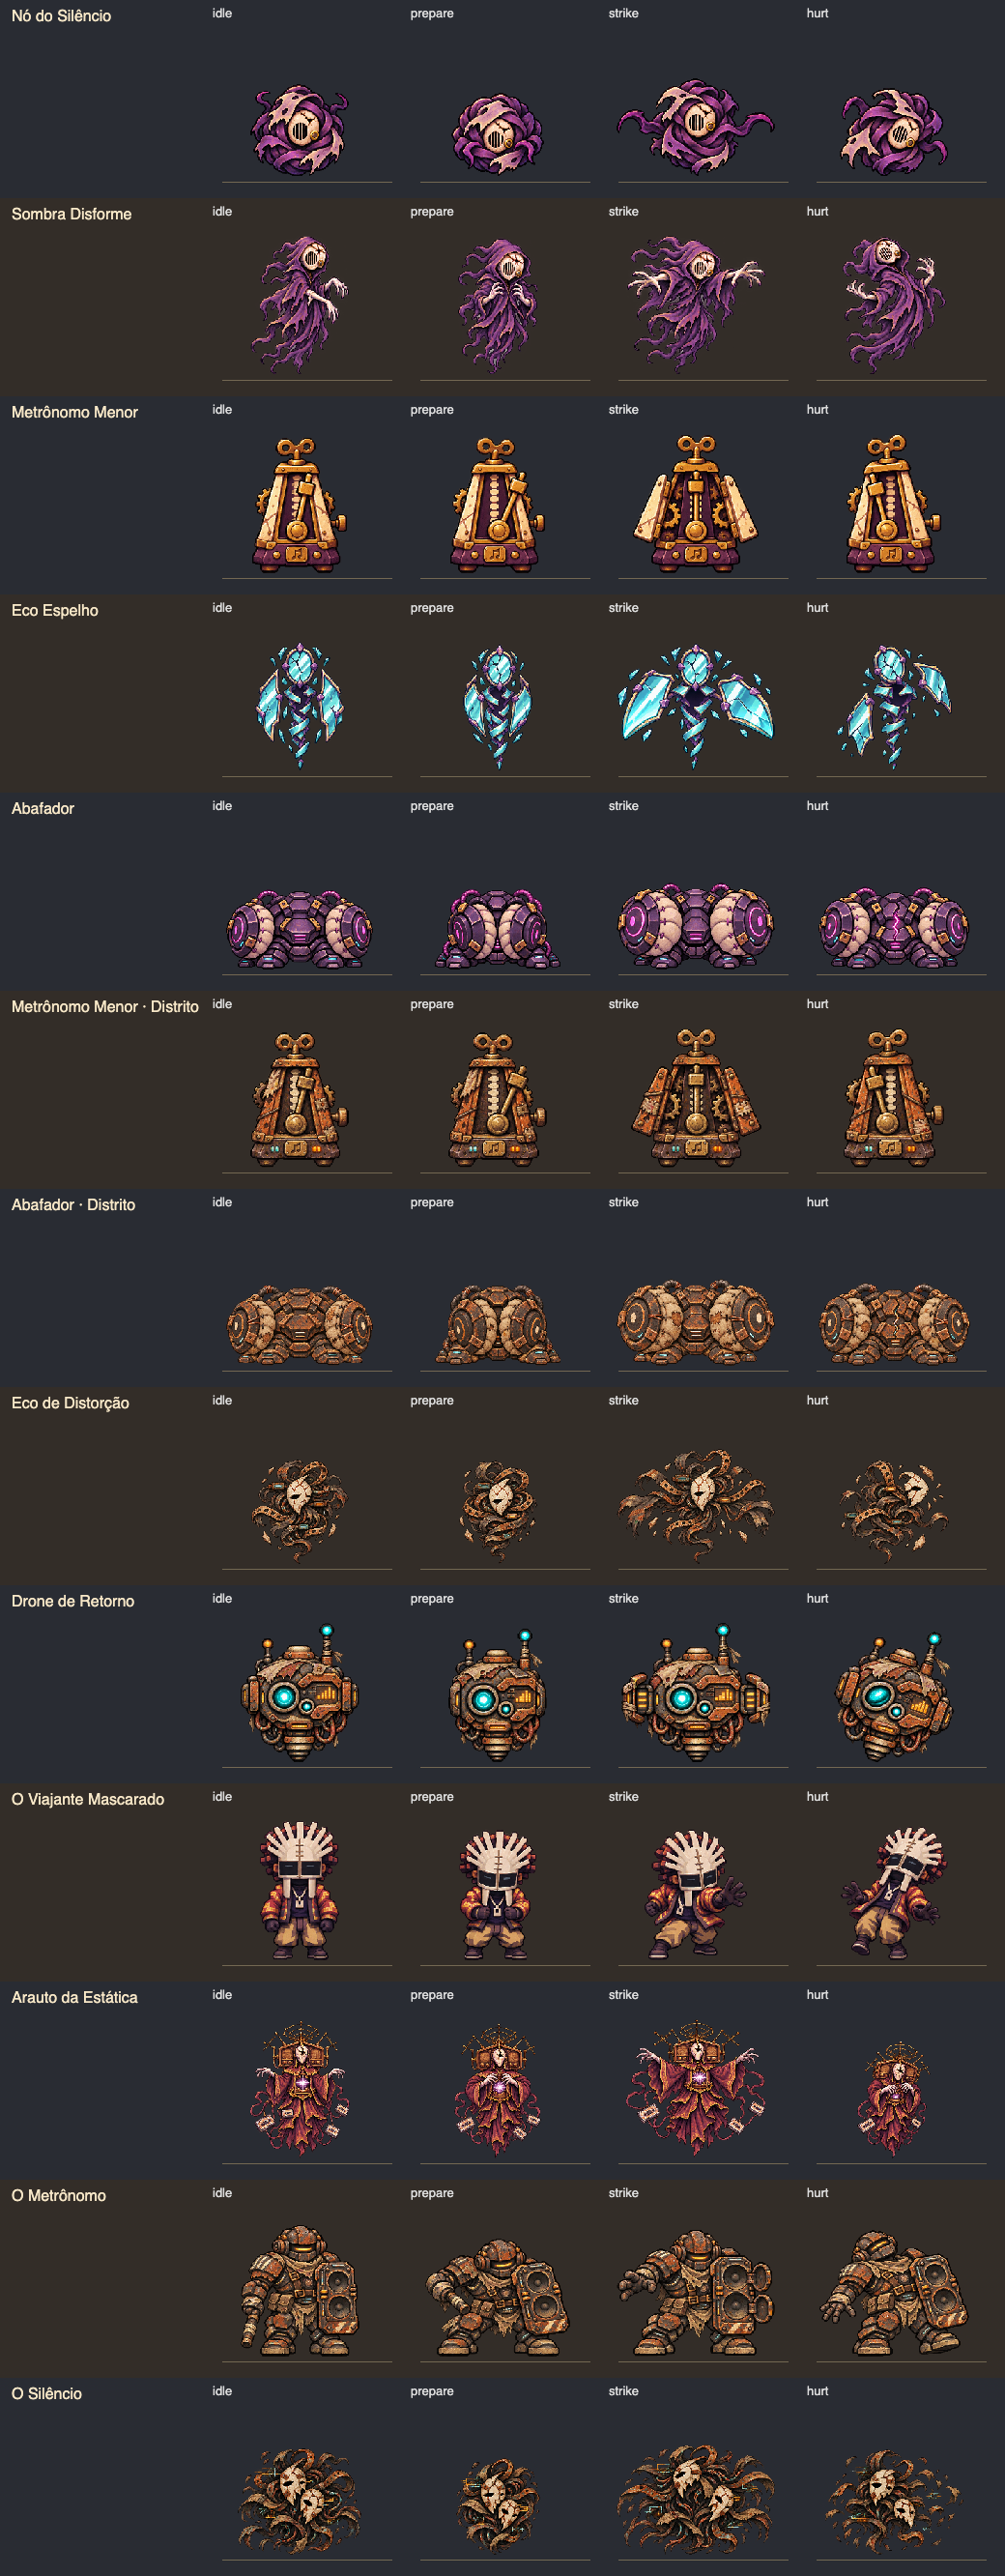 Nó do Silêncio idle prepare strike hurt
Sombra Disforme idle prepare strike hurt
Metrônomo Menor idle prepare strike hurt
Eco Espelho idle prepare strike hurt
Abafador idle prepare strike hurt
Metrônomo Menor · Distrito idle prepare strike hurt
Abafador · Distrito idle prepare strike hurt
Eco de Distorção idle prepare strike hurt
Drone de Retorno idle prepare strike hurt
O Viajante Mascarado idle prepare strike hurt
Arauto da Estática idle prepare strike hurt
O Metrônomo idle prepare strike hurt
O Silêncio idle prepare strike hurt